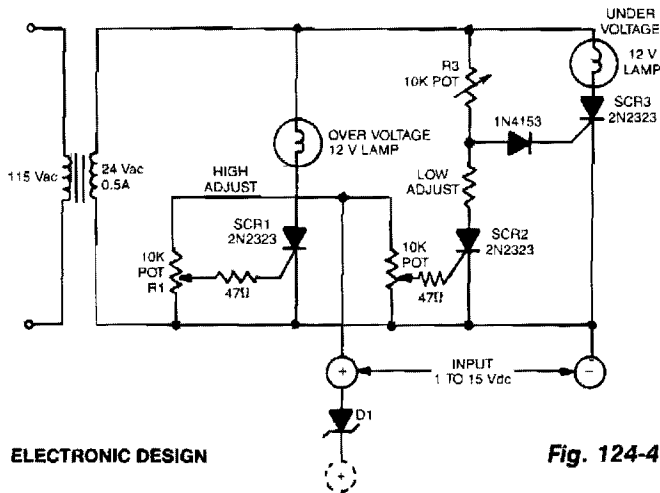 UNDER
VOLTAGE
12 V
LAMP
R3
10K POT
SCR3
2N2323
1N4153
OVER VOLTAGE
12 V LAMP
115 Vac
24 Vac
0.5A
HIGH
ADJUST
LOW
ADJUST
SCR1
2N2323
SCR2
2N2323
10K
POT
R1
47Ω
10K
POT
47Ω
+
INPUT
1 TO 15 Vdc
−
D1
+
ELECTRONIC DESIGN
Fig. 124-4